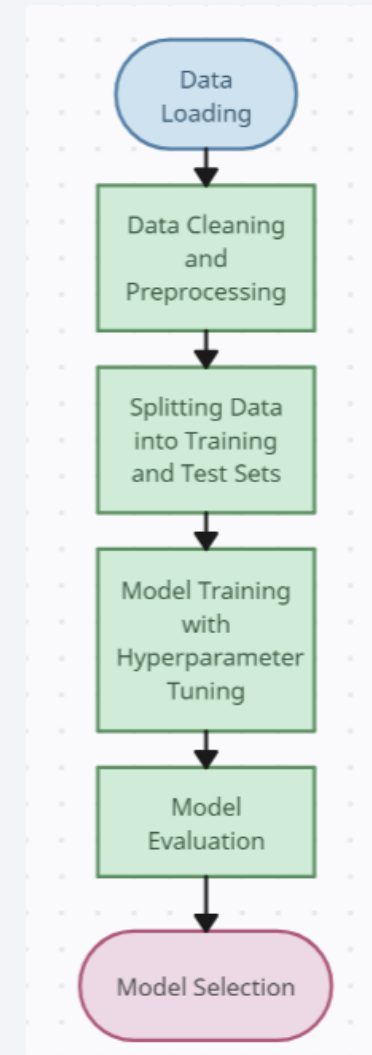 Data
Loading
Data Cleaning
and
Preprocessing
Splitting Data
into Training
and Test Sets
Model Training
with
Hyperparameter
Tuning
Model
Evaluation
Model Selection